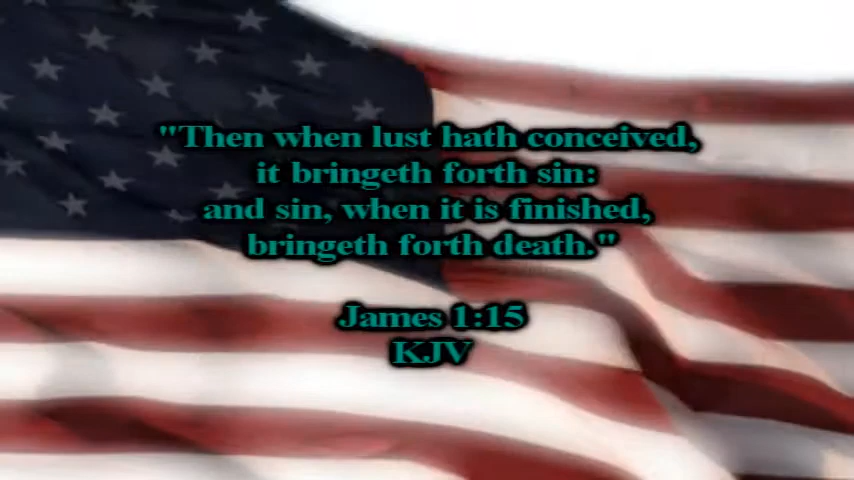 "Then when lust hath conceived,
it bringeth forth sin:
and sin, when it is finished,
bringeth forth death."
James 1:15
KJV